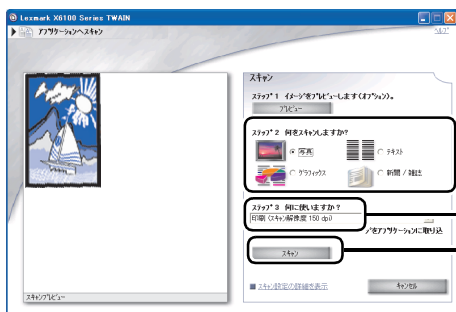 Lexmark X6100 Series TWAIN
アプリケーションへスキャン
ヘルプ
スキャン
ステップ 1 イメージをプレビューします(オプション)。
プレビュー
ステップ 2 何をスキャンしますか?
写真
テキスト
グラフィックス
新聞 / 雑誌
ステップ 3 何に使いますか?
印刷 (スキャン解像度 150 dpi)
ジをアプリケーションに取り込
スキャン
スキャン設定の詳細を表示
キャンセル
スキャンプレビュー